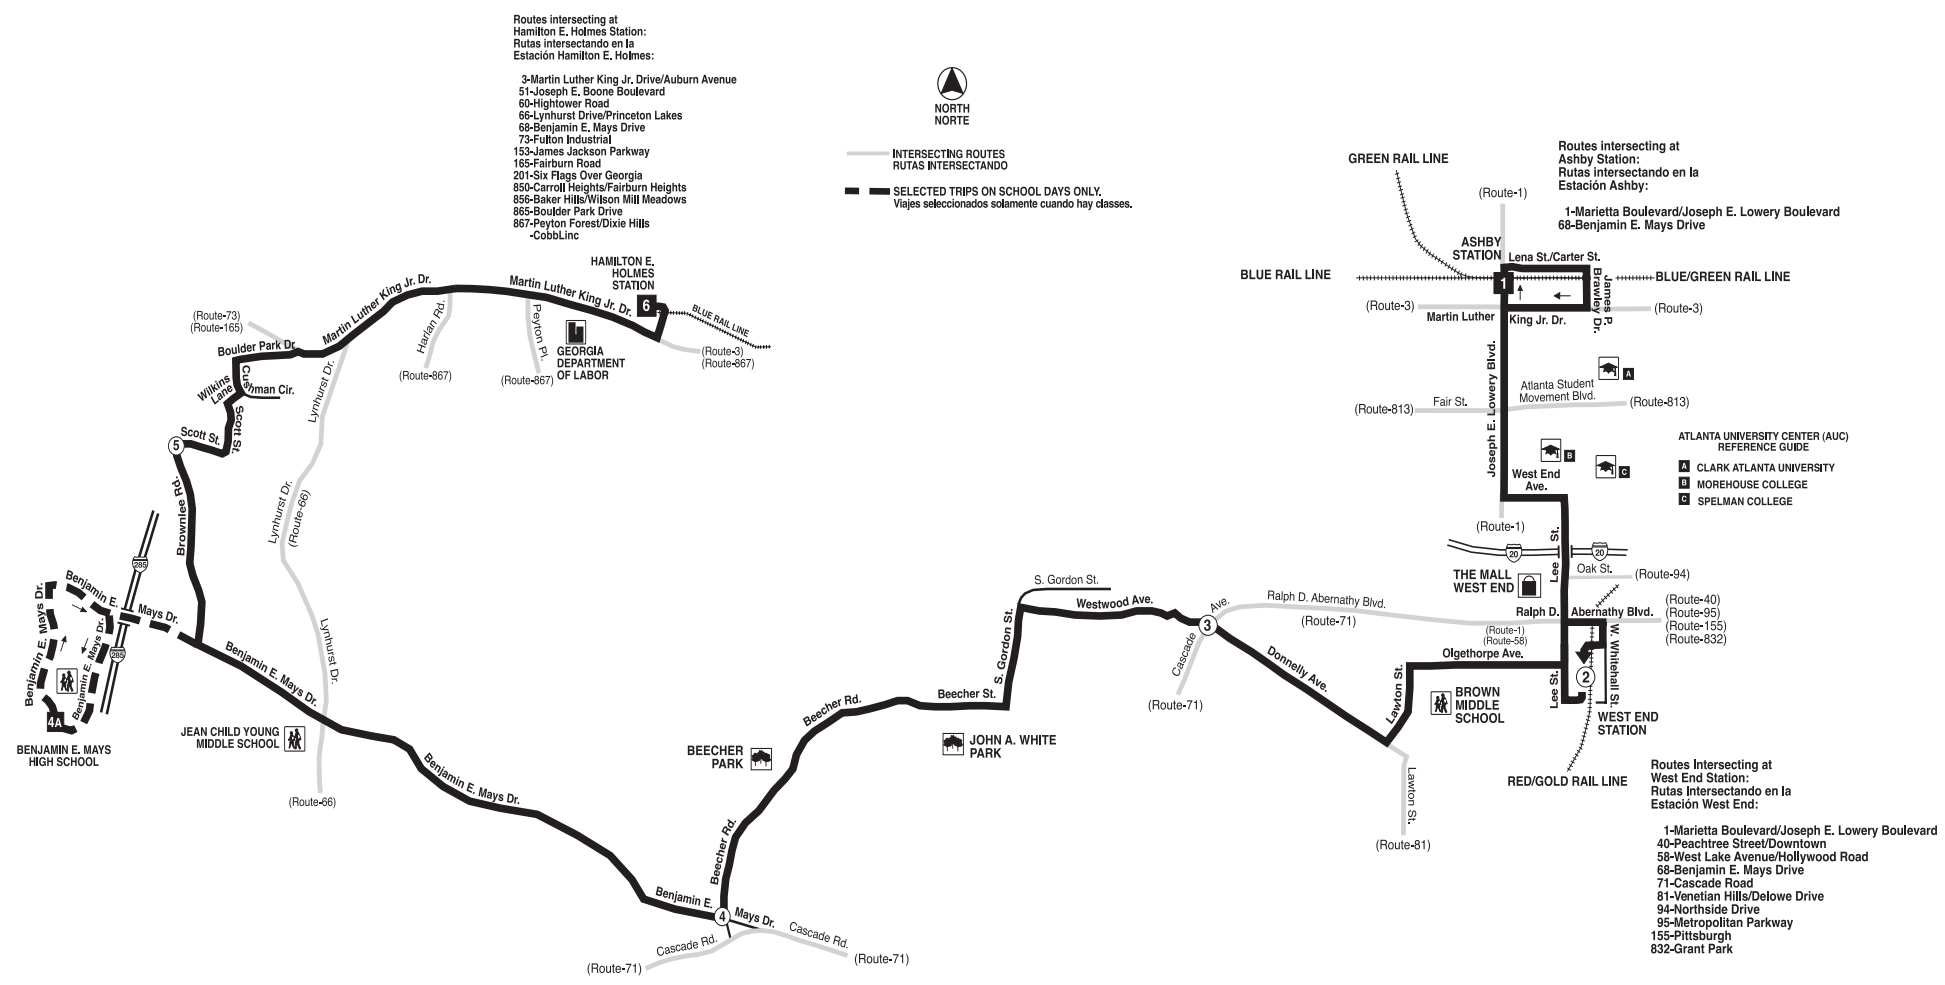 Routes intersecting at
Hamilton E. Holmes Station:
Rutas intersectando en la
Estación Hamilton E. Holmes:
3-Martin Luther King Jr. Drive/Auburn Avenue
51-Joseph E. Boone Boulevard
60-Hightower Road
66-Lynhurst Drive/Princeton Lakes
68-Benjamin E. Mays Drive
73-Fulton Industrial
153-James Jackson Parkway
165-Fairburn Road
201-Six Flags Over Georgia
850-Carroll Heights/Fairburn Heights
856-Baker Hills/Wilson Mill Meadows
865-Boulder Park Drive
867-Peyton Forest/Dixie Hills
-CobbLinc
NORTH
NORTE
INTERSECTING ROUTES
RUTAS INTERSECTANDO
SELECTED TRIPS ON SCHOOL DAYS ONLY.
Viajes seleccionados solamente cuando hay classes.
Routes intersecting at
Ashby Station:
Rutas intersectando en la
Estación Ashby:
1-Marietta Boulevard/Joseph E. Lowery Boulevard
68-Benjamin E. Mays Drive
GREEN RAIL LINE
(Route-1)
ASHBY
STATION
Lena St./Carter St.
BLUE RAIL LINE
1
BLUE/GREEN RAIL LINE
James P.
Brawley Dr.
(Route-3)
Martin Luther
King Jr. Dr.
(Route-3)
Joseph E. Lowery Blvd.
A
Atlanta Student
Movement Blvd.
(Route-813)
Fair St.
(Route-813)
B
C
ATLANTA UNIVERSITY CENTER (AUC)
REFERENCE GUIDE
A CLARK ATLANTA UNIVERSITY
B MOREHOUSE COLLEGE
C SPELMAN COLLEGE
West End
Ave.
(Route-1)
Lee St.
20
20
Oak St.
(Route-94)
THE MALL
WEST END
Ralph D.
Abernathy Blvd.
(Route-40)
(Route-95)
(Route-155)
(Route-832)
(Route-1)
(Route-58)
W. Whitehall St.
Olgethorpe Ave.
Lee St.
2
WEST END
STATION
RED/GOLD RAIL LINE
Routes Intersecting at
West End Station:
Rutas Intersectando en la
Estación West End:
1-Marietta Boulevard/Joseph E. Lowery Boulevard
40-Peachtree Street/Downtown
58-West Lake Avenue/Hollywood Road
68-Benjamin E. Mays Drive
71-Cascade Road
81-Venetian Hills/Delowe Drive
94-Northside Drive
95-Metropolitan Parkway
155-Pittsburgh
832-Grant Park
BROWN
MIDDLE
SCHOOL
Lawton St.
Lawton St.
(Route-81)
Donnelly Ave.
Ralph D. Abernathy Blvd.
(Route-71)
3
Cascade
Ave.
(Route-71)
Westwood Ave.
S. Gordon St.
S. Gordon St.
Beecher St.
JOHN A. WHITE
PARK
Beecher Rd.
BEECHER
PARK
Beecher Rd.
4
Benjamin E.
Mays Dr.
Cascade Rd.
Cascade Rd.
(Route-71)
(Route-71)
Benjamin E. Mays Dr.
Benjamin E. Mays Dr.
JEAN CHILD YOUNG
MIDDLE SCHOOL
(Route-66)
Lynhurst Dr.
Lynhurst Dr.
(Route-66)
Lynhurst Dr.
Benjamin E.
Mays Dr.
Benjamin E. Mays Dr.
Benjamin E. Mays Dr.
285
285
4A
BENJAMIN E. MAYS
HIGH SCHOOL
Brownlee Rd.
5
Scott St.
Scott St.
Wilkins
Lane
Cushman Cir.
Boulder Park Dr.
(Route-73)
(Route-165)
Martin Luther King Jr. Dr.
Harlan Rd.
(Route-867)
Martin Luther King Jr. Dr.
Peyton Pl.
(Route-867)
GEORGIA
DEPARTMENT
OF LABOR
HAMILTON E.
HOLMES
STATION
6
BLUE RAIL LINE
(Route-3)
(Route-867)